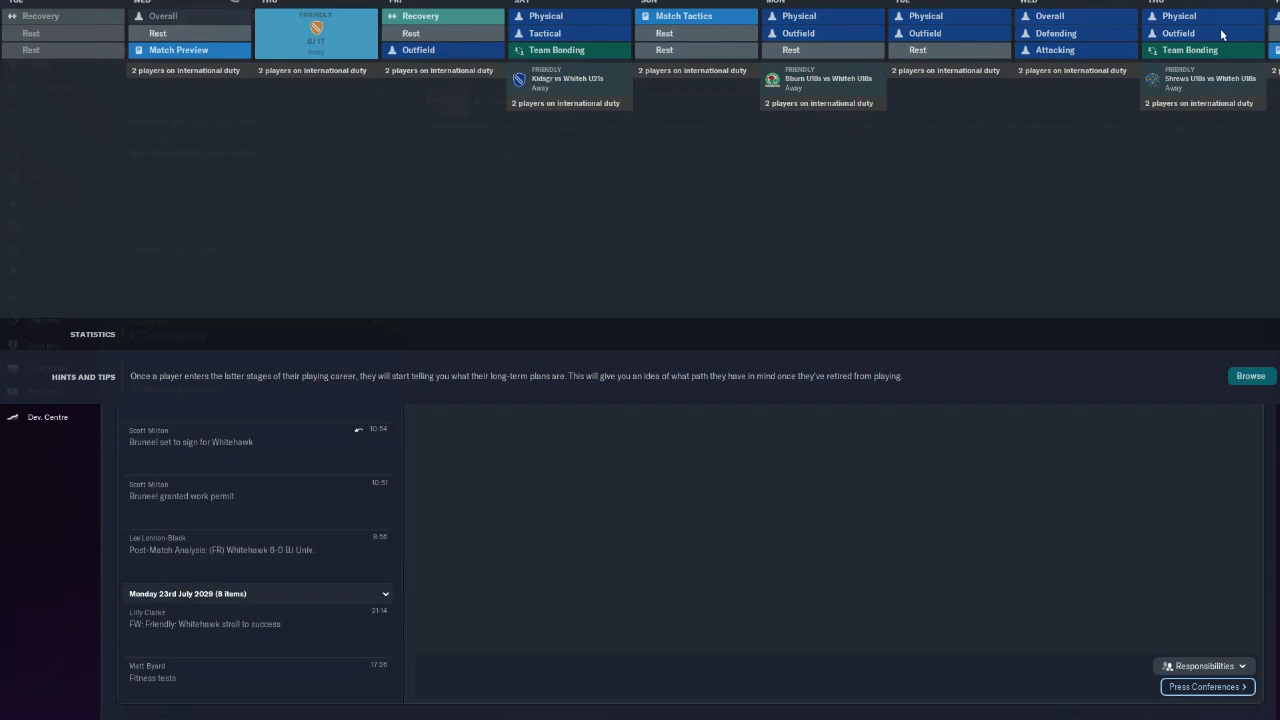 TUE WED THU FRI SAT SUN MON TUE WED THU
Recovery Overall FRIENDLY Recovery Physical Match Tactics Physical Physical Overall Physical
Rest Rest BJ IT Rest Tactical Rest Outfield Outfield Defending Outfield
Rest Match Preview Away Outfield Team Bonding Rest Rest Rest Attacking Team Bonding
2 players on international duty 2 players on international duty 2 players on international duty 2 players on international duty 2 players on international duty 2 players on international duty
FRIENDLY FRIENDLY FRIENDLY
Kidsgr vs Whiteh U21s Bburn U18s vs Whiteh U18s Shrews U18s vs Whiteh U18s
Away Away Away
2 players on international duty 2 players on international duty 2 players on international duty
STATISTICS
HINTS AND TIPS Once a player enters the latter stages of their playing career, they will start telling you what their long-term plans are. This will give you an idea of what path they have in mind once they've retired from playing. Browse
Dev. Centre
Scott Milton 10:54
Bruneel set to sign for Whitehawk
Scott Milton 10:51
Bruneel granted work permit
Lee Lennon-Black 8:56
Post-Match Analysis: (FR) Whitehawk 6-0 BJ Univ.
Monday 23rd July 2029 (8 items)
Lilly Clarke 21:14
FW: Friendly: Whitehawk stroll to success
Matt Byard 17:26
Fitness tests
Responsibilities
Press Conferences